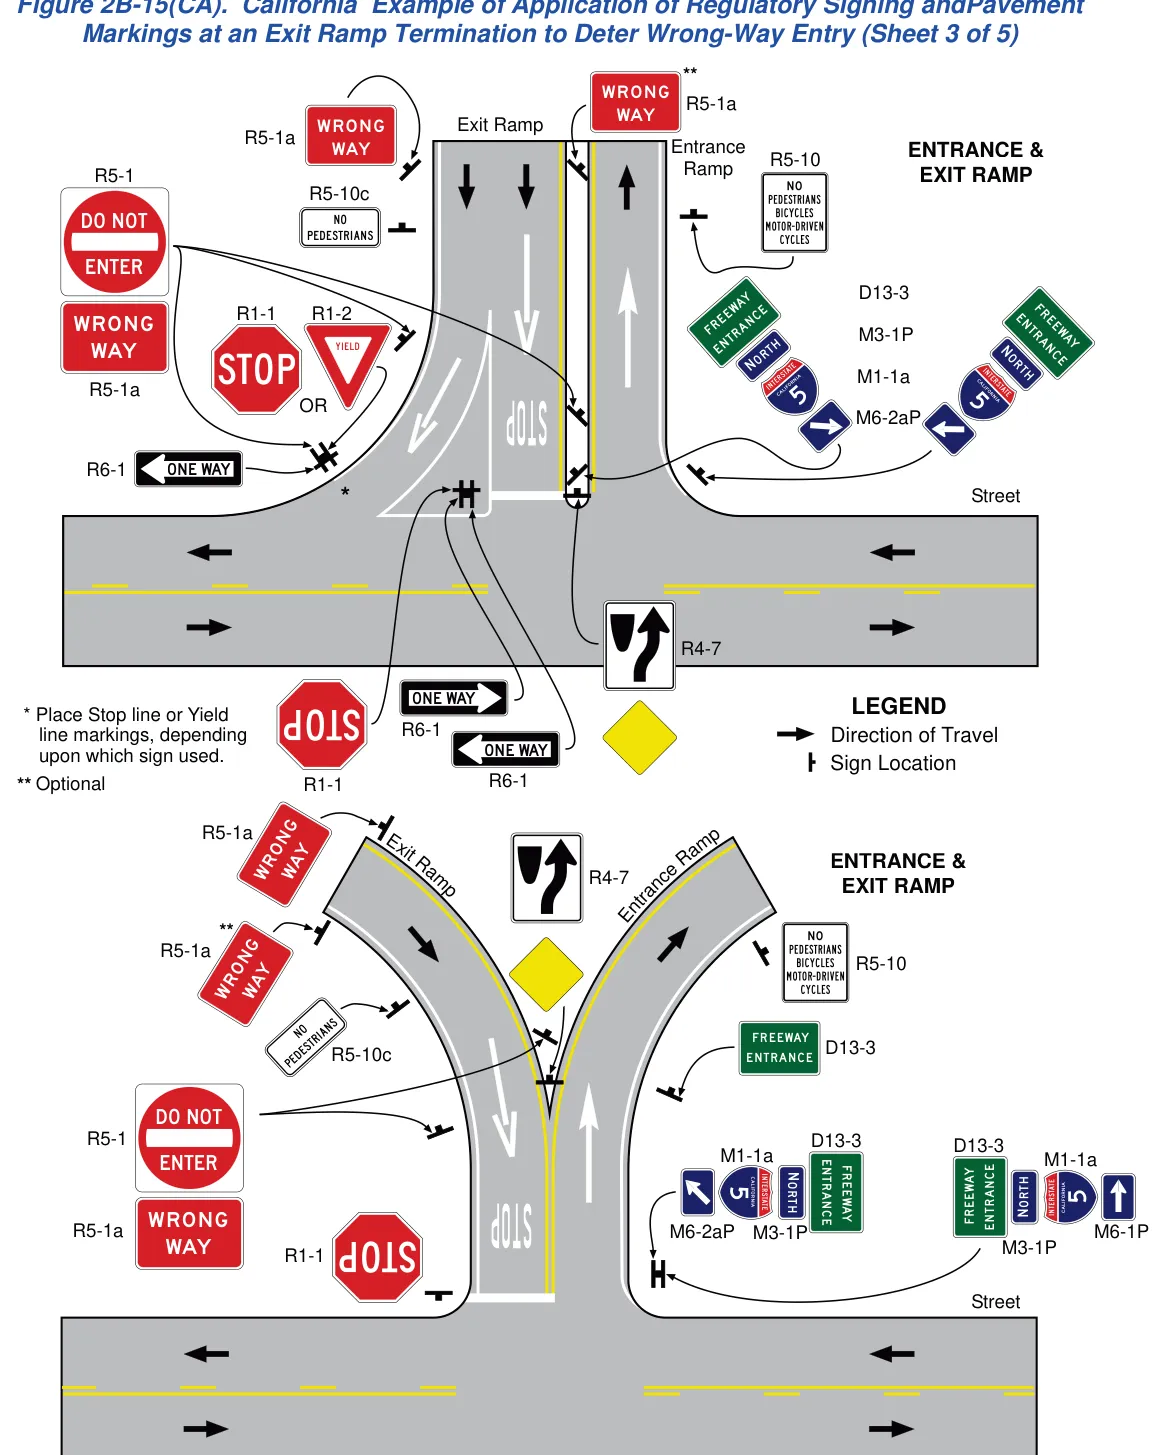 Figure 2B-15(CA). California Example of Application of Regulatory Signing andPavement
Markings at an Exit Ramp Termination to Deter Wrong-Way Entry (Sheet 3 of 5)
R5-1a
WRONG
WAY
Exit Ramp
WRONG
WAY
**
R5-1a
Entrance
Ramp
ENTRANCE &
EXIT RAMP
R5-1
DO NOT
ENTER
WRONG
WAY
R5-1a
R5-10c
NO
PEDESTRIANS
R5-10
NO
PEDESTRIANS
BICYCLES
MOTOR-DRIVEN
CYCLES
R1-1
STOP
OR
R1-2
YIELD
R6-1
ONE WAY
*
STOP
FREEWAY
ENTRANCE
NORTH
INTERSTATE
CALIFORNIA
5
D13-3
M3-1P
M1-1a
M6-2aP
FREEWAY
ENTRANCE
NORTH
INTERSTATE
CALIFORNIA
5
Street
R4-7
* Place Stop line or Yield
line markings, depending
upon which sign used.
** Optional
STOP
R1-1
ONE WAY
R6-1
ONE WAY
R6-1
LEGEND
Direction of Travel
Sign Location
R5-1a
WRONG
WAY
Exit Ramp
R4-7
Entrance Ramp
ENTRANCE &
EXIT RAMP
**
R5-1a
WRONG
WAY
NO
PEDESTRIANS
R5-10c
NO
PEDESTRIANS
BICYCLES
MOTOR-DRIVEN
CYCLES
R5-10
FREEWAY
ENTRANCE
D13-3
R5-1
DO NOT
ENTER
R5-1a
WRONG
WAY
R1-1
STOP
STOP
M1-1a
D13-3
INTERSTATE
CALIFORNIA
5
NORTH
FREEWAY
ENTRANCE
M6-2aP
M3-1P
D13-3
M1-1a
FREEWAY
ENTRANCE
NORTH
INTERSTATE
CALIFORNIA
5
M3-1P
M6-1P
Street